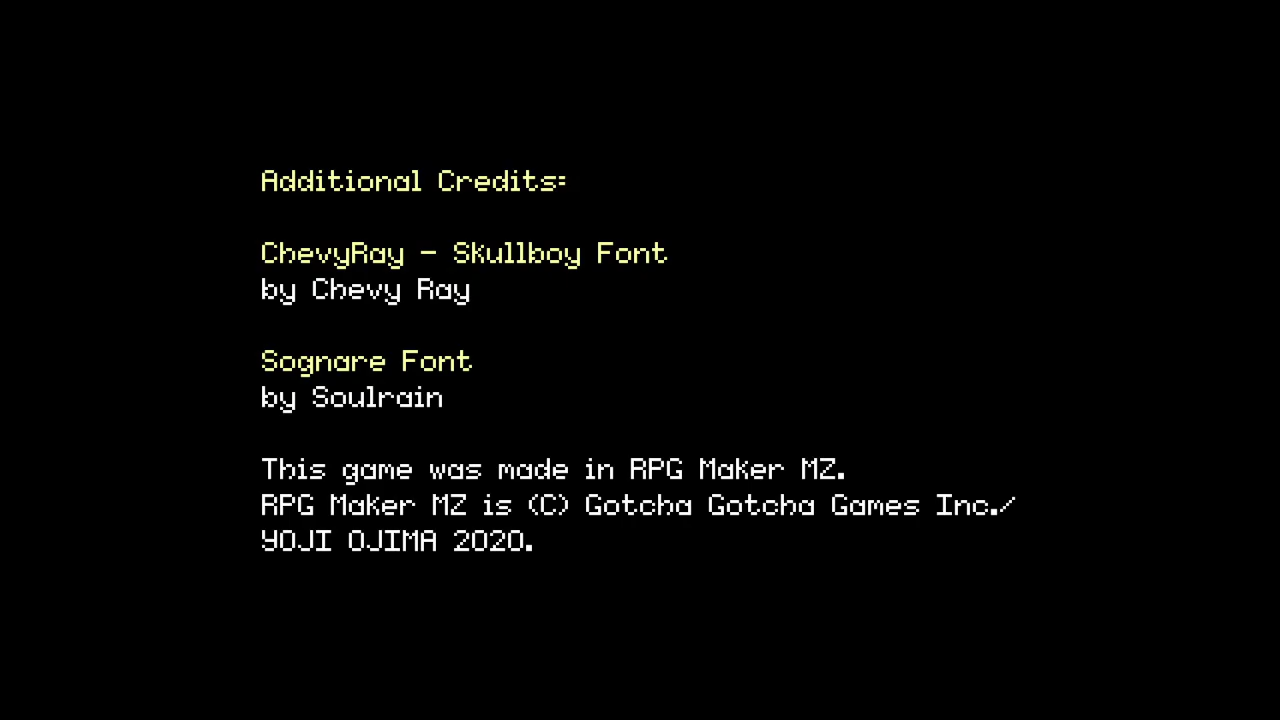 Additional Credits:
ChevyRay - Skullboy Font
by Chevy Ray
Sognare Font
by Soulrain
This game was made in RPG Maker MZ.
RPG Maker MZ is (C) Gotcha Gotcha Games Inc./
YOJI OJIMA 2020.